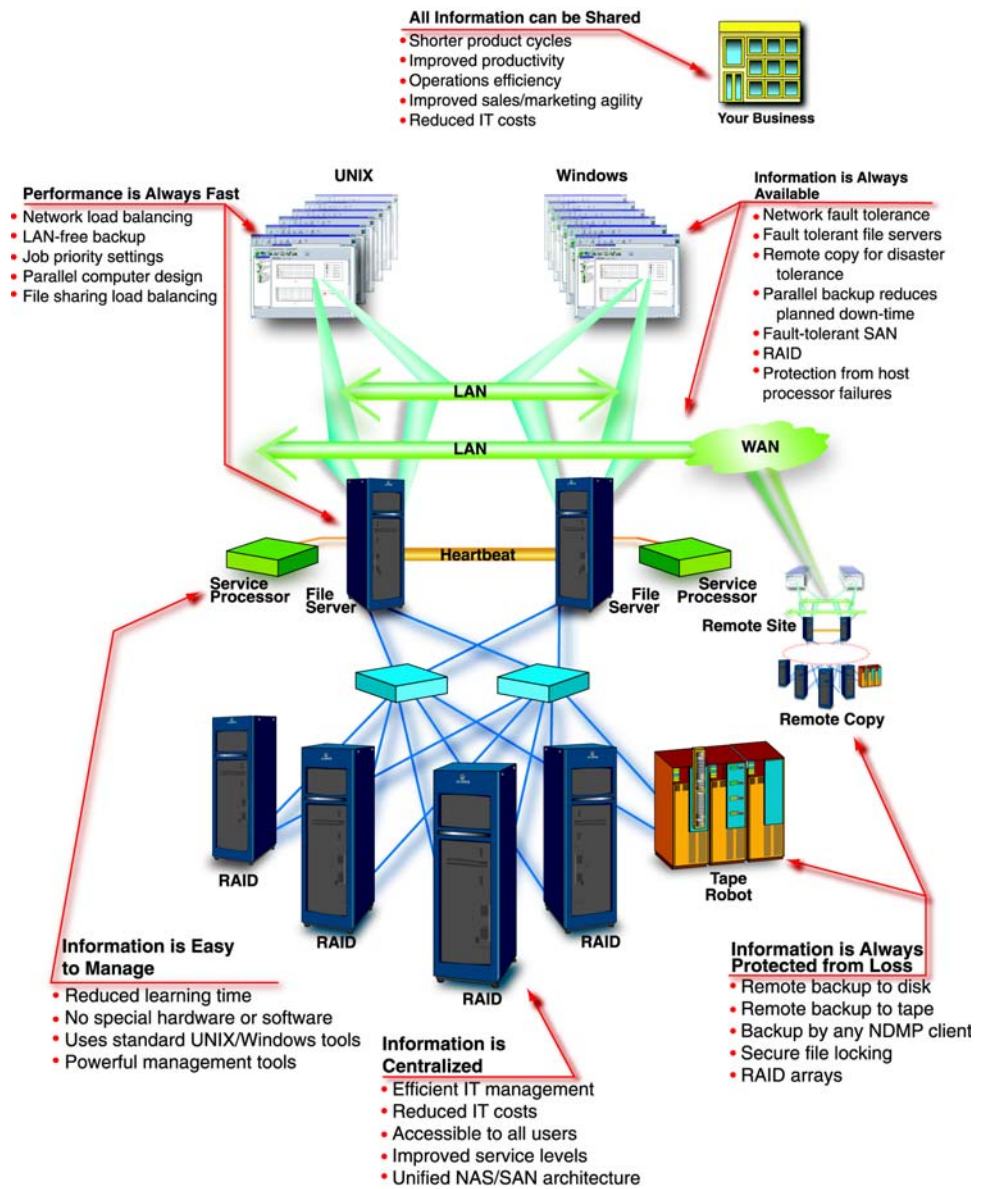 All Information can be Shared
• Shorter product cycles
• Improved productivity
• Operations efficiency
• Improved sales/marketing agility
• Reduced IT costs
Your Business
Performance is Always Fast
• Network load balancing
• LAN-free backup
• Job priority settings
• Parallel computer design
• File sharing load balancing
UNIX
Windows
Information is Always
Available
• Network fault tolerance
• Fault tolerant file servers
• Remote copy for disaster
tolerance
• Parallel backup reduces
planned down-time
• Fault-tolerant SAN
• RAID
• Protection from host
processor failures
LAN
LAN
WAN
Heartbeat
Service
Processor
File
Server
File
Server
Service
Processor
Remote Site
Remote Copy
RAID
RAID
RAID
RAID
Tape
Robot
Information is Easy
to Manage
• Reduced learning time
• No special hardware or software
• Uses standard UNIX/Windows tools
• Powerful management tools
Information is
Centralized
• Efficient IT management
• Reduced IT costs
• Accessible to all users
• Improved service levels
• Unified NAS/SAN architecture
Information is Always
Protected from Loss
• Remote backup to disk
• Remote backup to tape
• Backup by any NDMP client
• Secure file locking
• RAID arrays